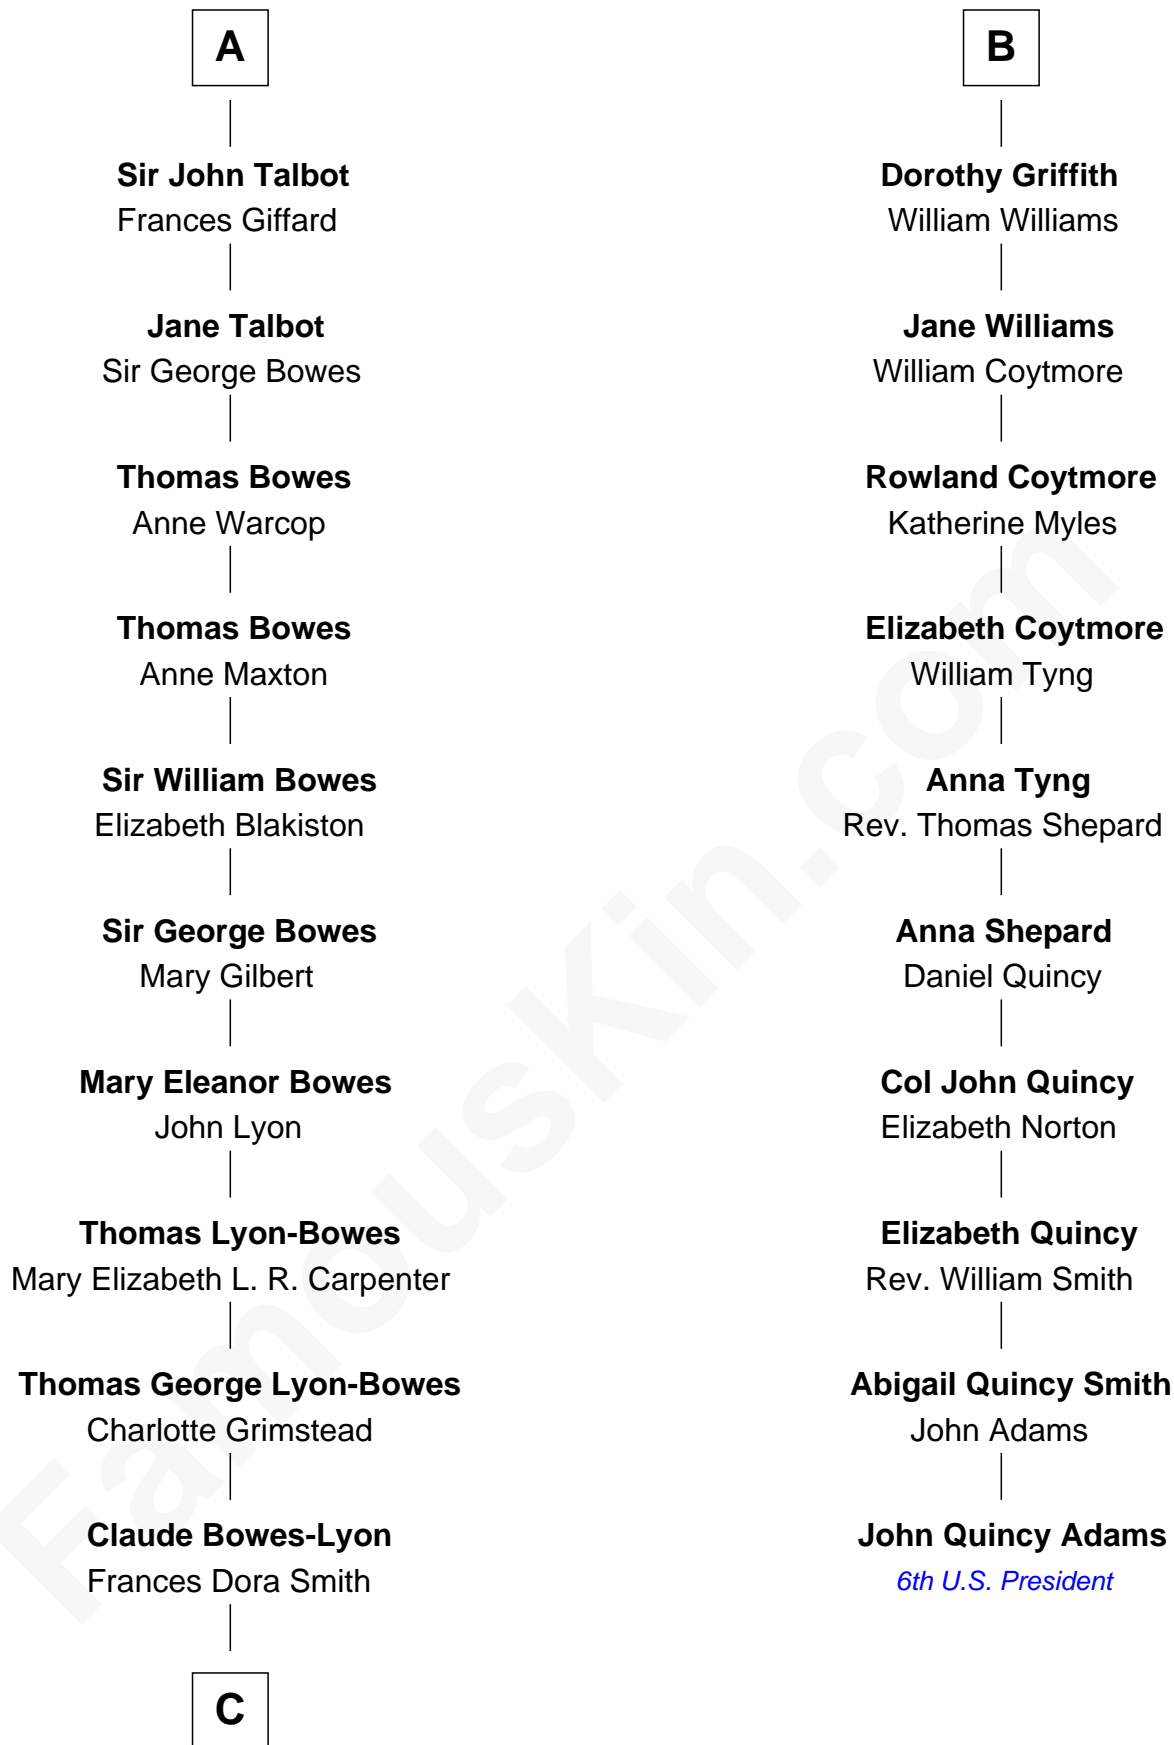 A
Sir John Talbot
Frances Giffard
Jane Talbot
Sir George Bowes
Thomas Bowes
Anne Warcop
Thomas Bowes
Anne Maxton
Sir William Bowes
Elizabeth Blakiston
Sir George Bowes
Mary Gilbert
Mary Eleanor Bowes
John Lyon
Thomas Lyon-Bowes
Mary Elizabeth L. R. Carpenter
Thomas George Lyon-Bowes
Charlotte Grimstead
Claude Bowes-Lyon
Frances Dora Smith
C
B
Dorothy Griffith
William Williams
Jane Williams
William Coytmore
Rowland Coytmore
Katherine Myles
Elizabeth Coytmore
William Tyng
Anna Tyng
Rev. Thomas Shepard
Anna Shepard
Daniel Quincy
Col John Quincy
Elizabeth Norton
Elizabeth Quincy
Rev. William Smith
Abigail Quincy Smith
John Adams
John Quincy Adams
6th U.S. President
FamousKin.com